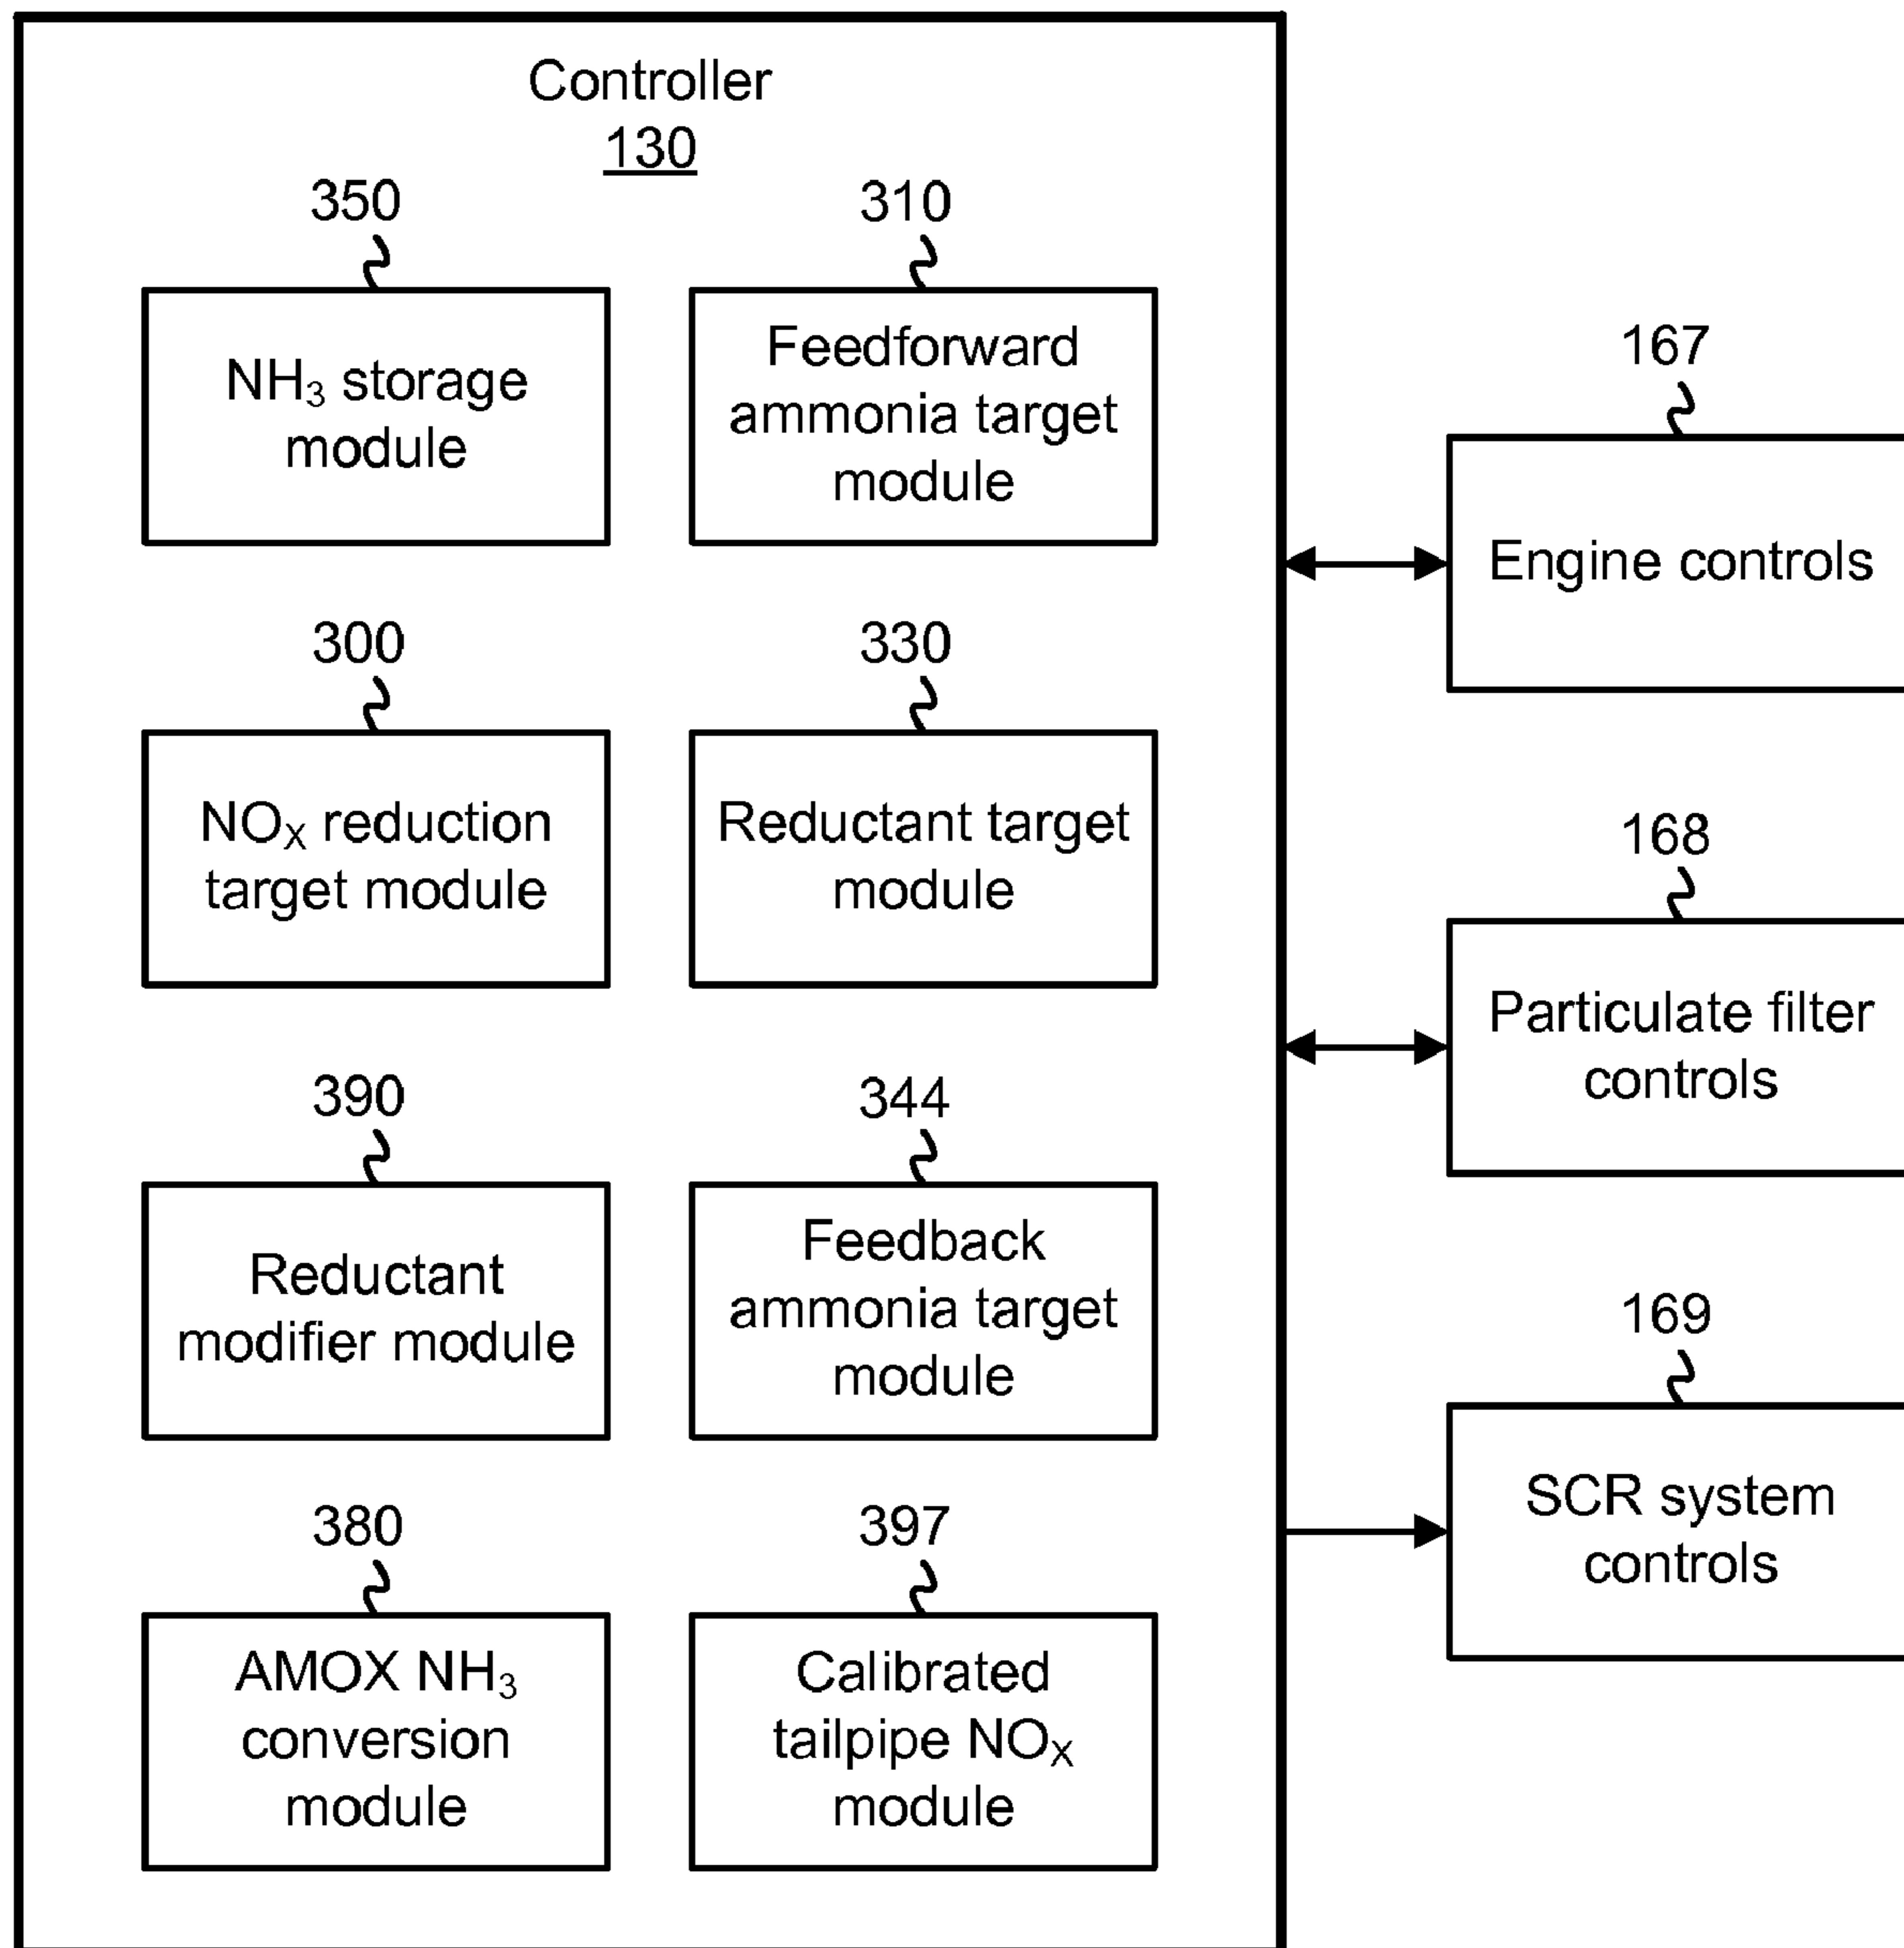 Controller
130
350
NH₃ storage
module
310
Feedforward
ammonia target
module
300
NOₓ reduction
target module
330
Reductant target
module
390
Reductant
modifier module
344
Feedback
ammonia target
module
380
AMOX NH₃
conversion
module
397
Calibrated
tailpipe NOₓ
module
167
Engine controls
168
Particulate filter
controls
169
SCR system
controls